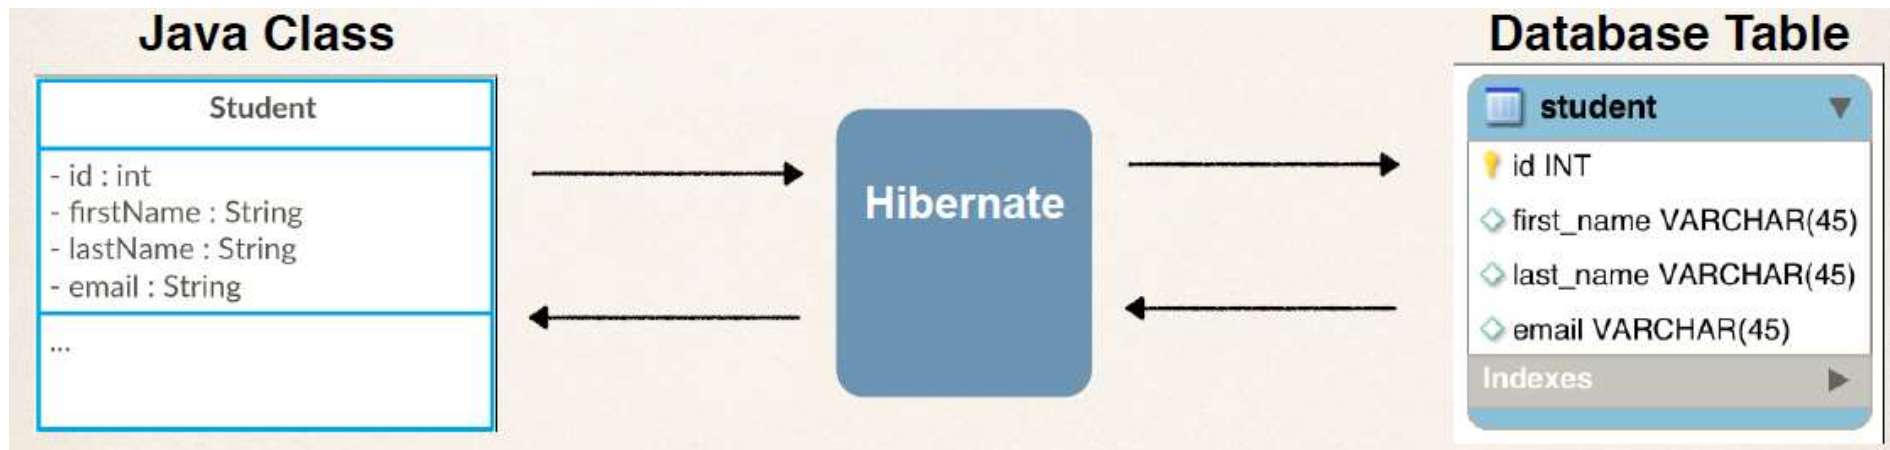 Java Class
Student
- id : int
- firstName : String
- lastName : String
- email : String
...
Hibernate
Database Table
student
id INT
first_name VARCHAR(45)
last_name VARCHAR(45)
email VARCHAR(45)
Indexes